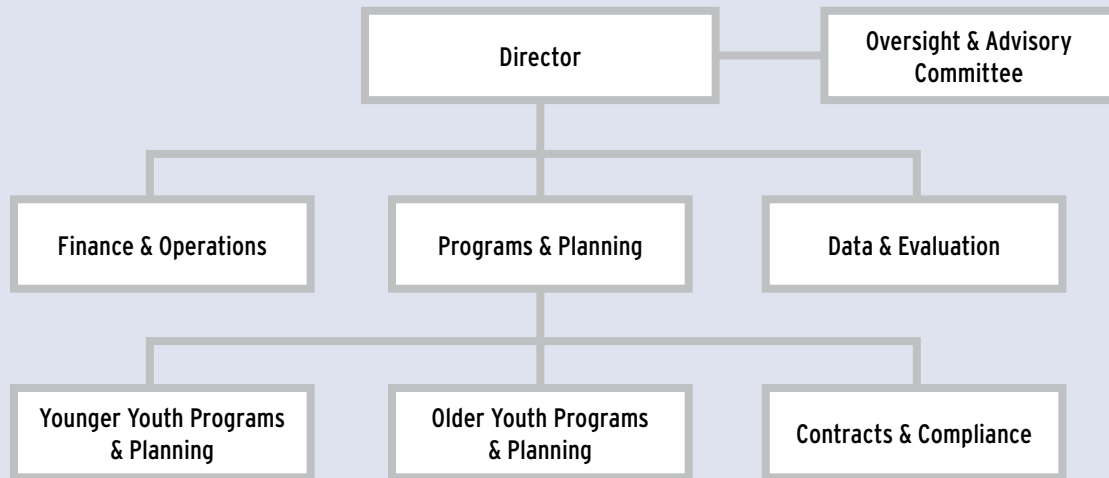 Director
Oversight & Advisory
Committee
Finance & Operations
Programs & Planning
Data & Evaluation
Younger Youth Programs
& Planning
Older Youth Programs
& Planning
Contracts & Compliance